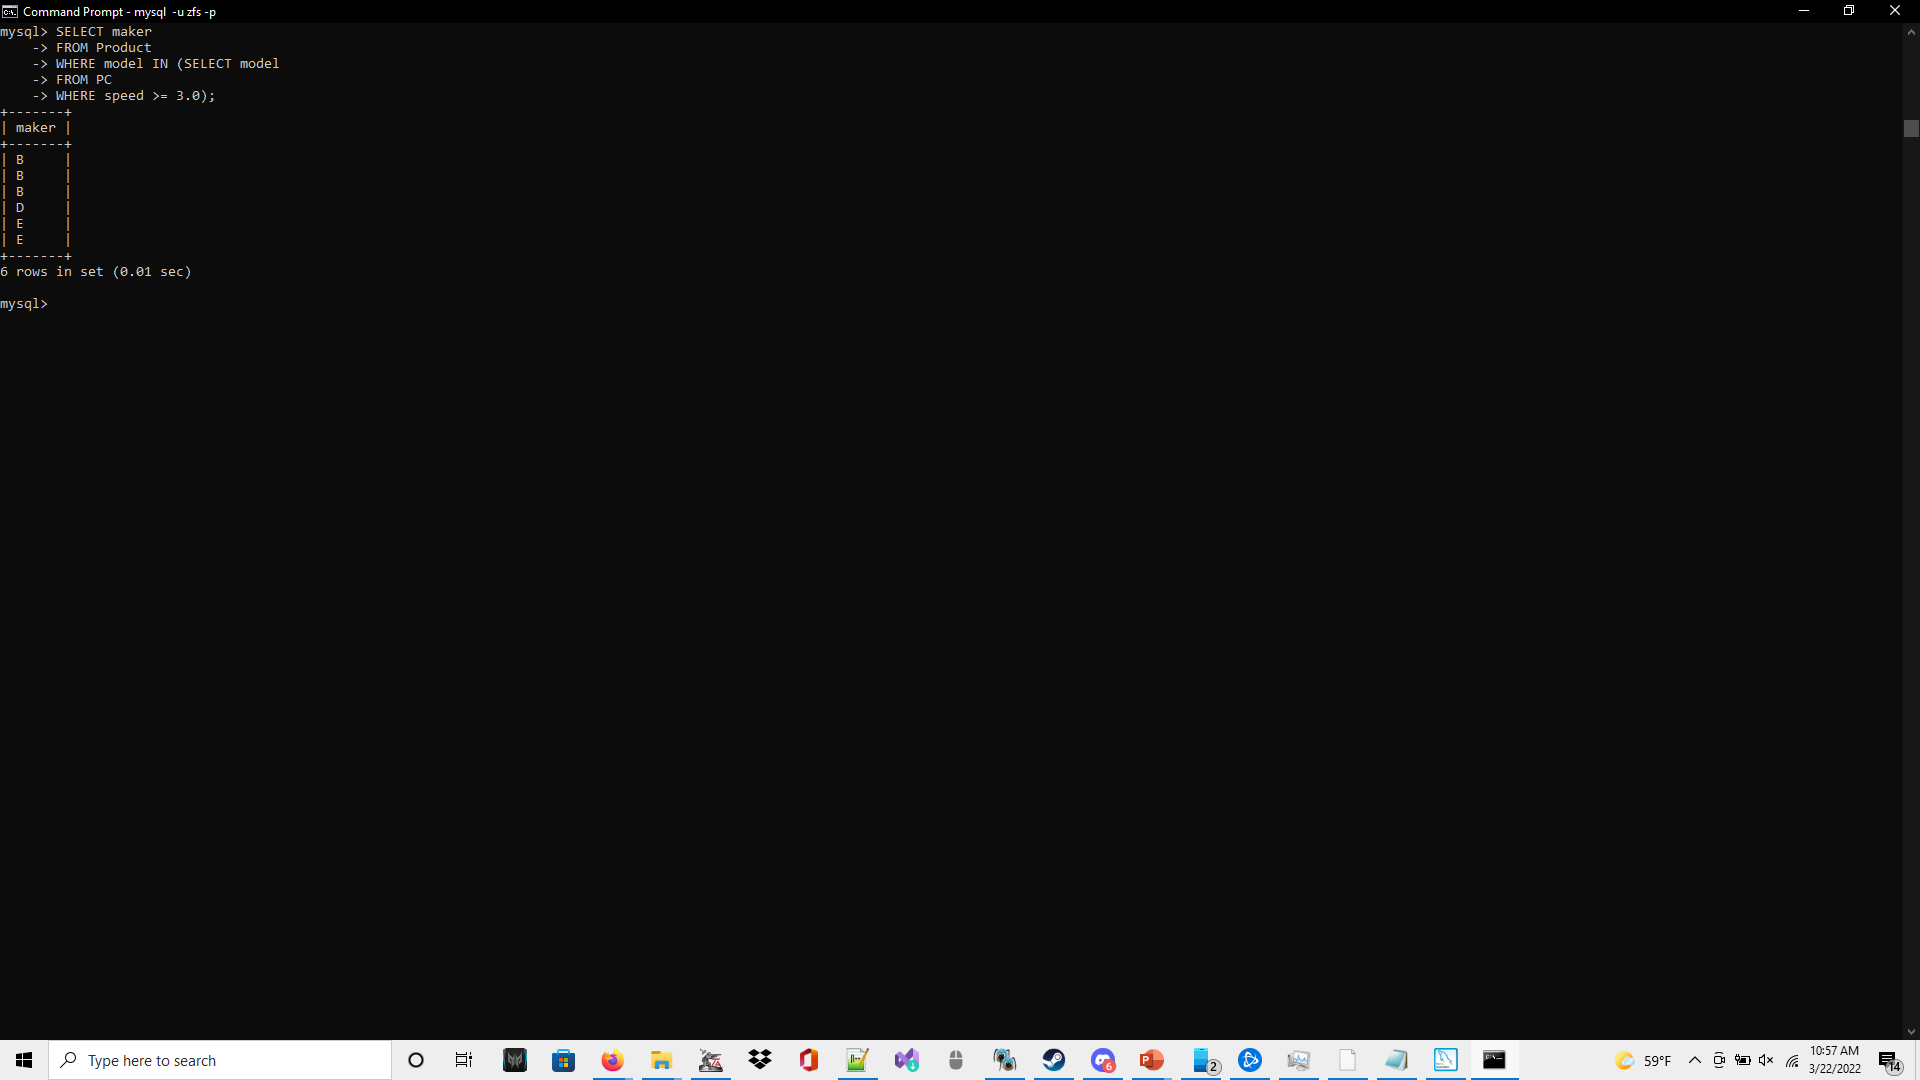 Command Prompt - mysql  -u zfs -p
mysql> SELECT maker
    -> FROM Product
    -> WHERE model IN (SELECT model
    -> FROM PC
    -> WHERE speed >= 3.0);
+-------+
| maker |
+-------+
| B     |
| B     |
| B     |
| D     |
| E     |
| E     |
+-------+
6 rows in set (0.01 sec)
mysql>
Type here to search
6
2
59°F
10:57 AM
3/22/2022
14